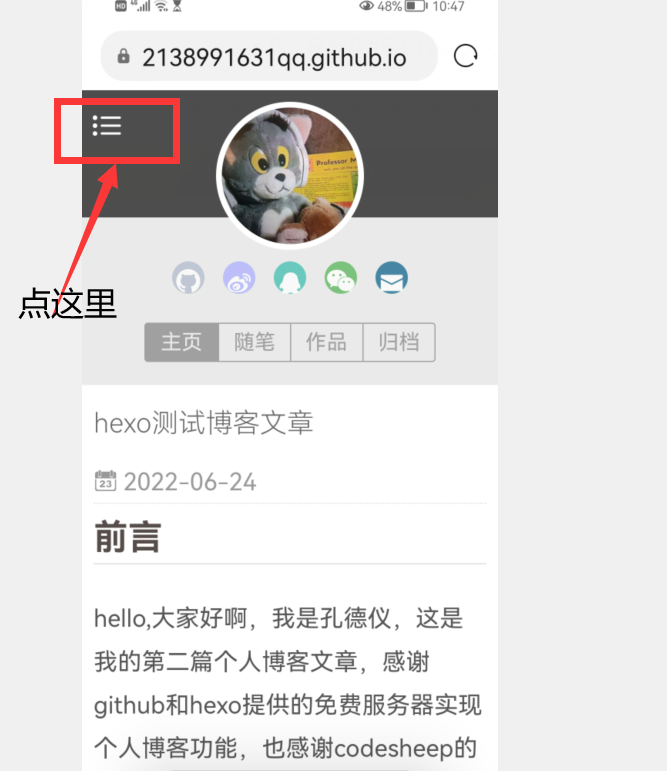 HD 46 48% 10:47
2138991631qq.github.io
Professor M
点这里
主页 随笔 作品 归档
hexo测试博客文章
23 2022-06-24
前言
hello,大家好啊，我是孔德仪，这是
我的第二篇个人博客文章，感谢
github和hexo提供的免费服务器实现
个人博客功能，也感谢codesheep的